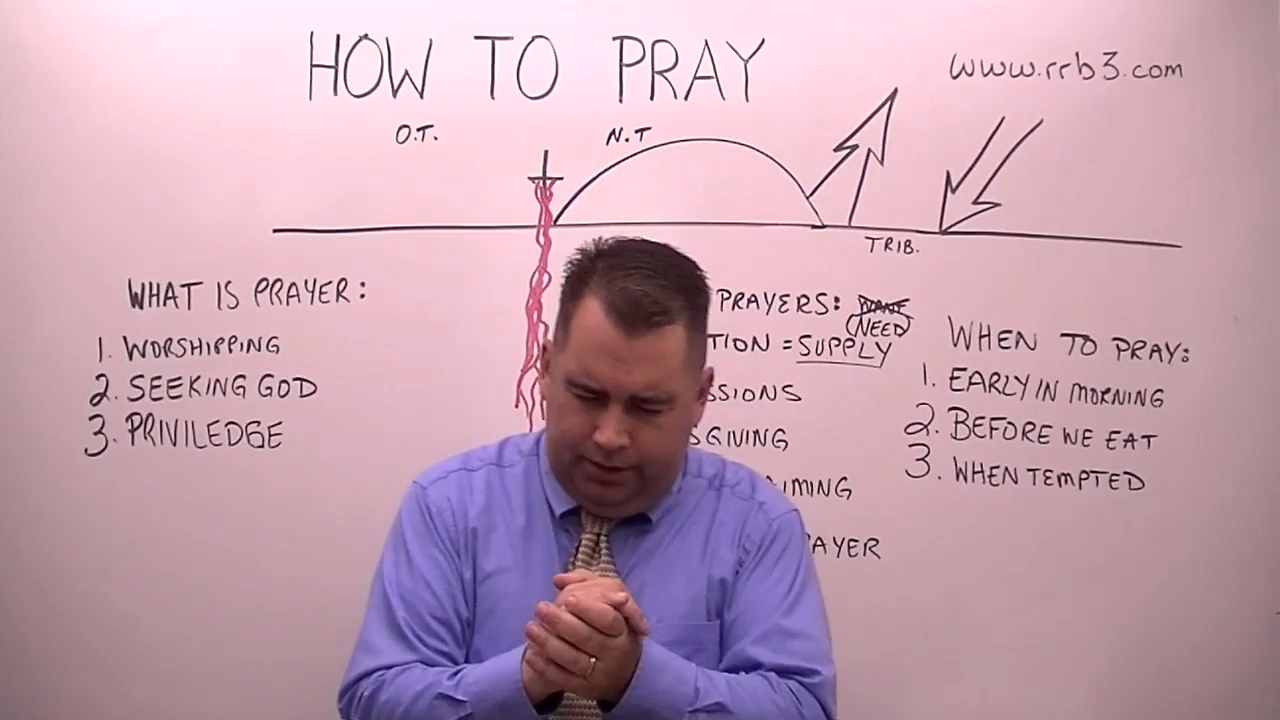 HOW TO PRAY
www.rrb3.com
O.T.
N.T
TRIB.
WHAT IS PRAYER:
1. WORSHIPPING
2. SEEKING GOD
3. PRIVILEDGE
PRAYERS: WANT
NEED
TION = SUPPLY
SSIONS
SGIVING
IMING
AYER
WHEN TO PRAY:
1. EARLY IN MORNING
2. BEFORE WE EAT
3. WHEN TEMPTED